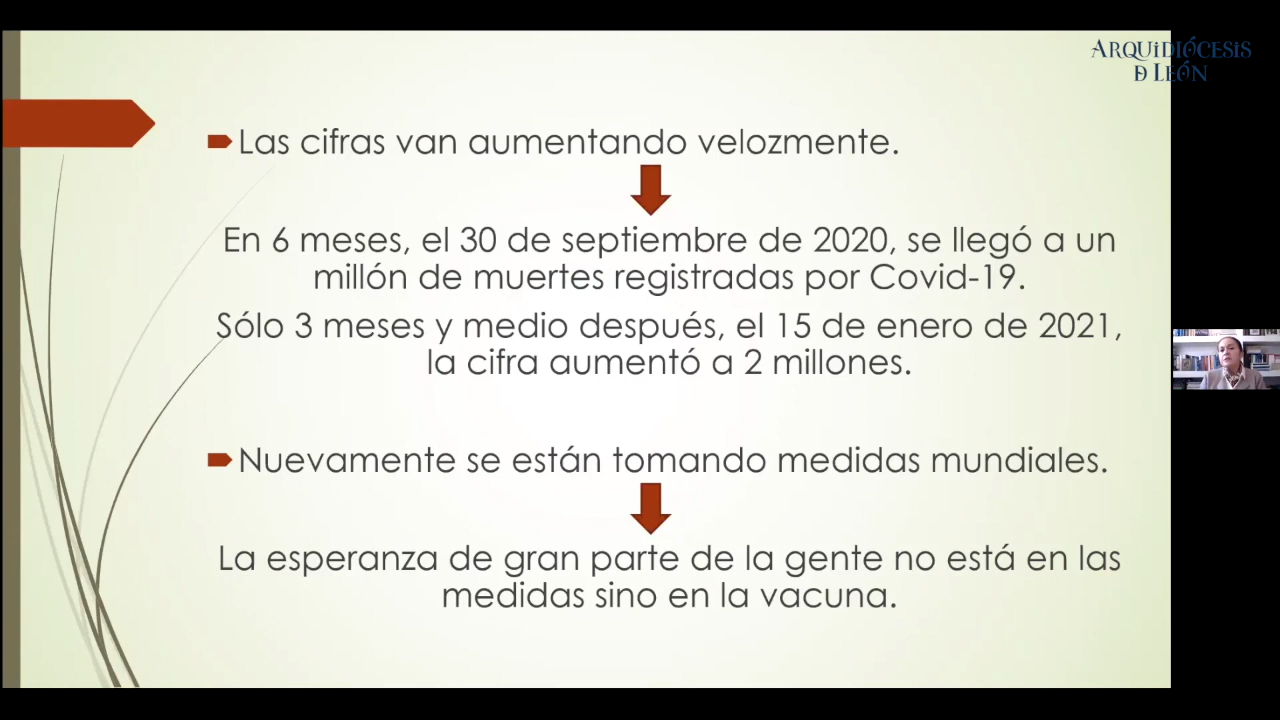 ARQUIDIÓCESIS
D LEÓN
Las cifras van aumentando velozmente.
En 6 meses, el 30 de septiembre de 2020, se llegó a un
millón de muertes registradas por Covid-19.
Sólo 3 meses y medio después, el 15 de enero de 2021,
la cifra aumentó a 2 millones.
Nuevamente se están tomando medidas mundiales.
La esperanza de gran parte de la gente no está en las
medidas sino en la vacuna.